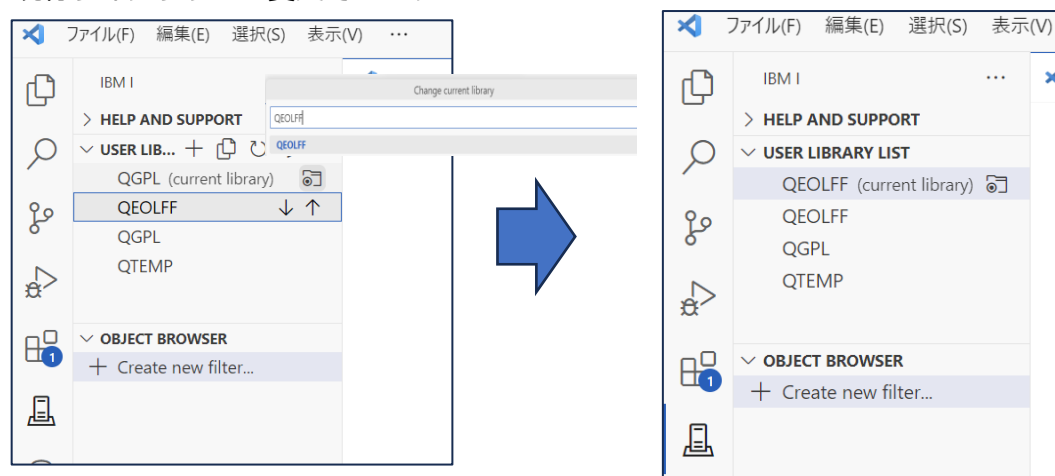 ファイル(F) 編集(E) 選択(S) 表示(V) ...
IBM I
Change current library
QEOLFF
QEOLFF
HELP AND SUPPORT
USER LIB...
QGPL (current library)
QEOLFF
QGPL
QTEMP
OBJECT BROWSER
Create new filter...
1
ファイル(F) 編集(E) 選択(S) 表示(V)
IBM I ...
HELP AND SUPPORT
USER LIBRARY LIST
QEOLFF (current library)
QEOLFF
QGPL
QTEMP
OBJECT BROWSER
Create new filter...
1